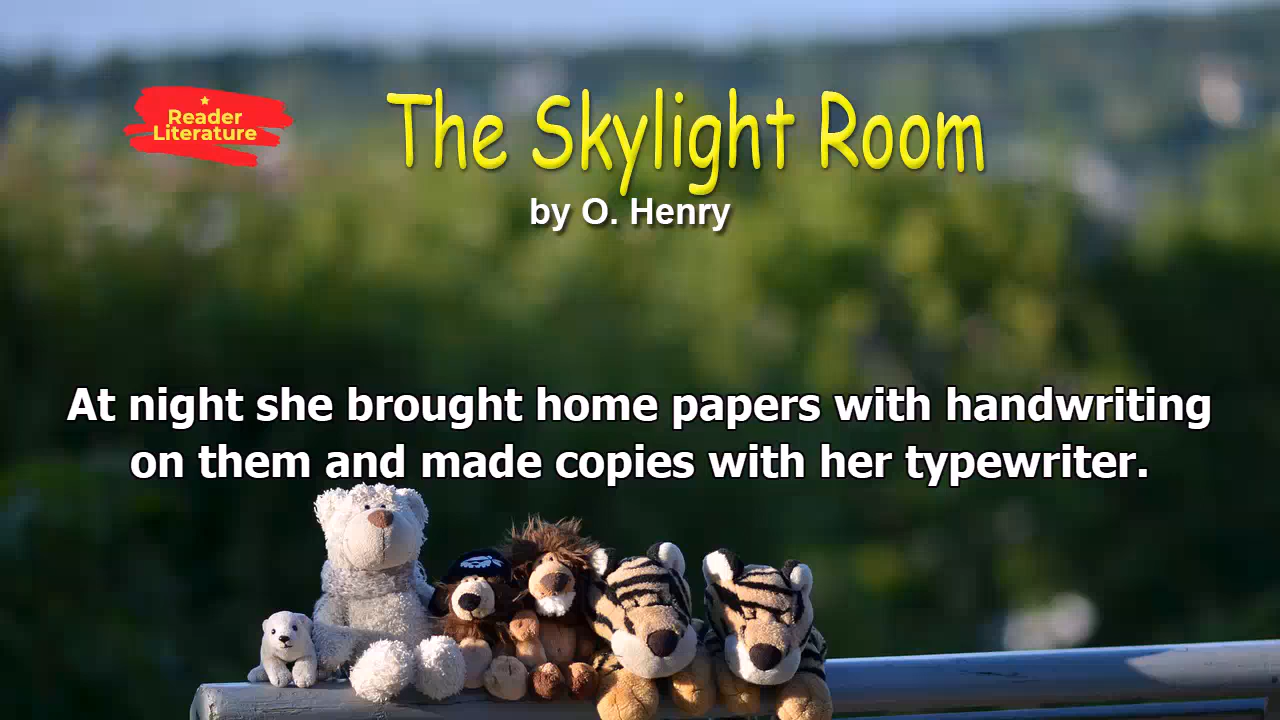 Reader
Literature
The Skylight Room
by O. Henry
At night she brought home papers with handwriting
on them and made copies with her typewriter.